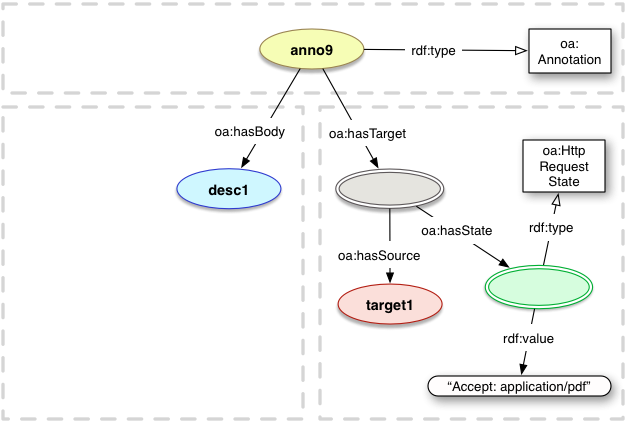 anno9
rdf:type
oa:
Annotation
oa:hasBody
oa:hasTarget
desc1
oa:Http
Request
State
oa:hasState
rdf:type
oa:hasSource
target1
rdf:value
“Accept: application/pdf”